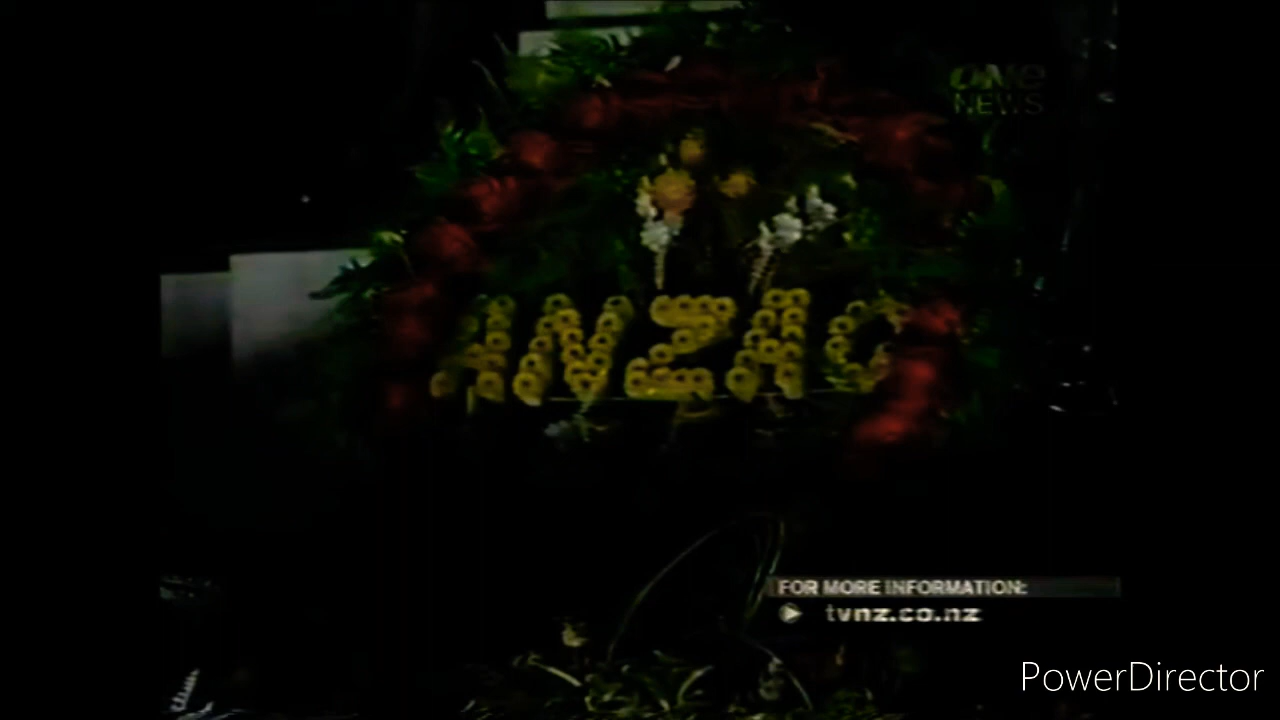 one
NEWS
ANZAC
FOR MORE INFORMATION:
tvnz.co.nz
PowerDirector